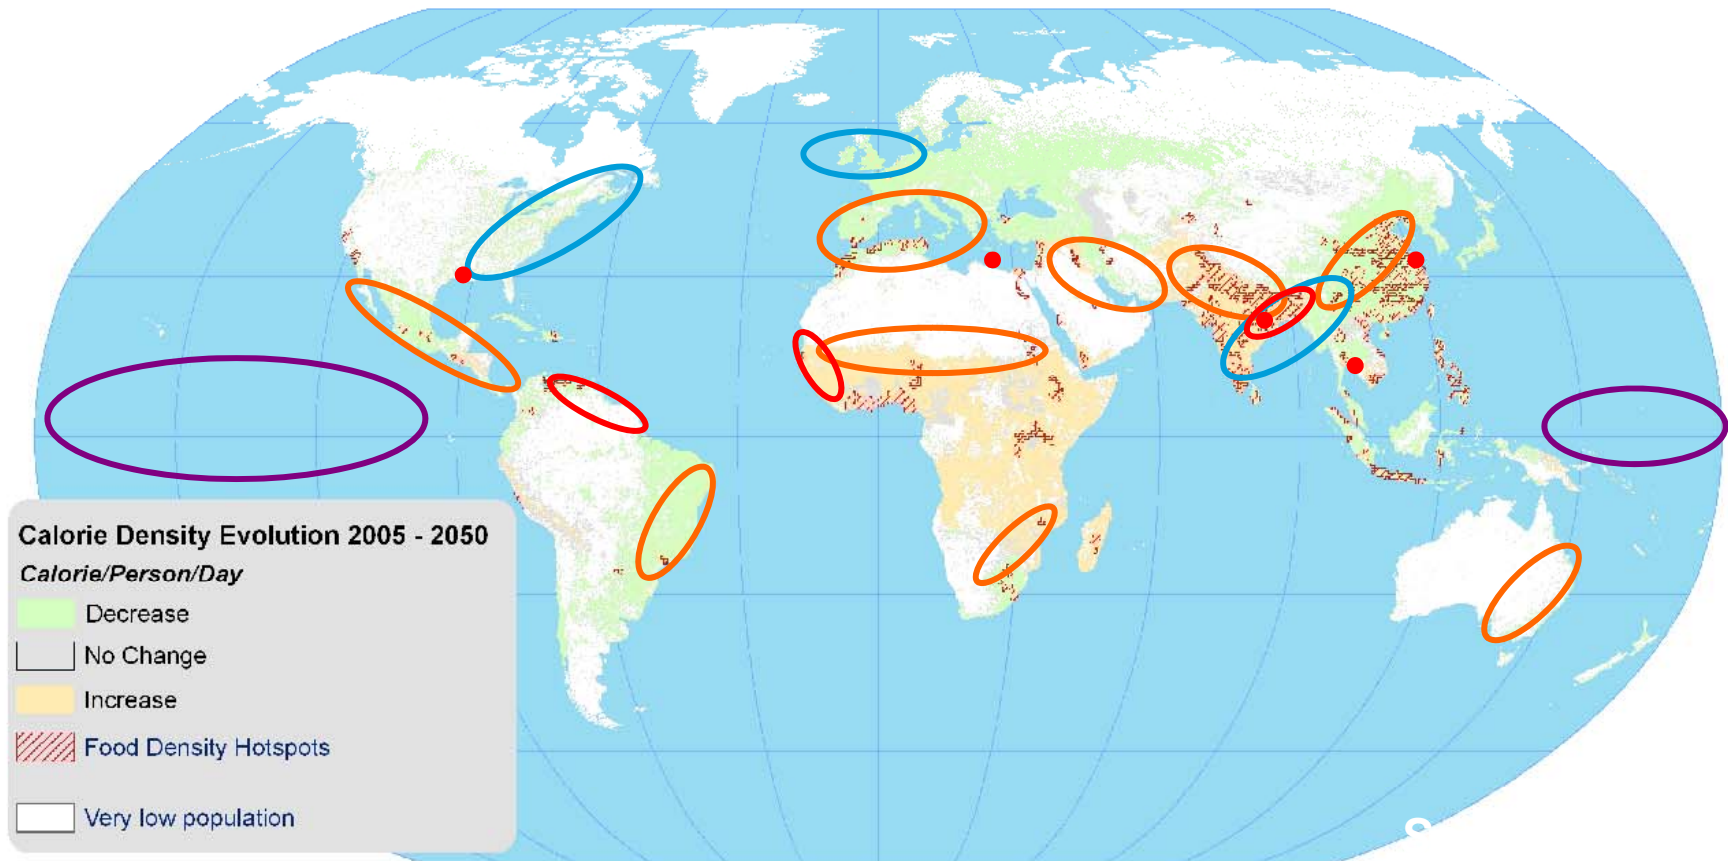 Calorie Density Evolution 2005 - 2050
Calorie/Person/Day
Decrease
No Change
Increase
Food Density Hotspots
Very low population